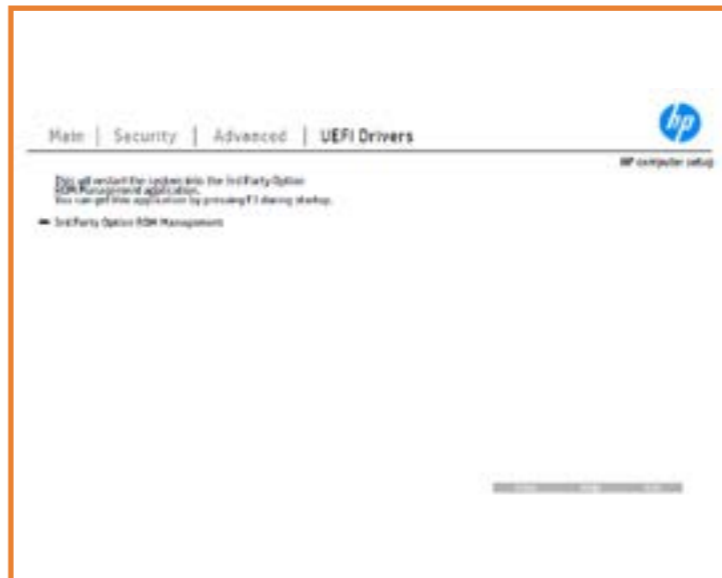 hp
Main | Security | Advanced | UEFI Drivers
HP computer setup
This will restart the system into the 3rd Party Option
ROM Management application.
You can get this application by pressing F3 during startup.
3rd Party Option ROM Management